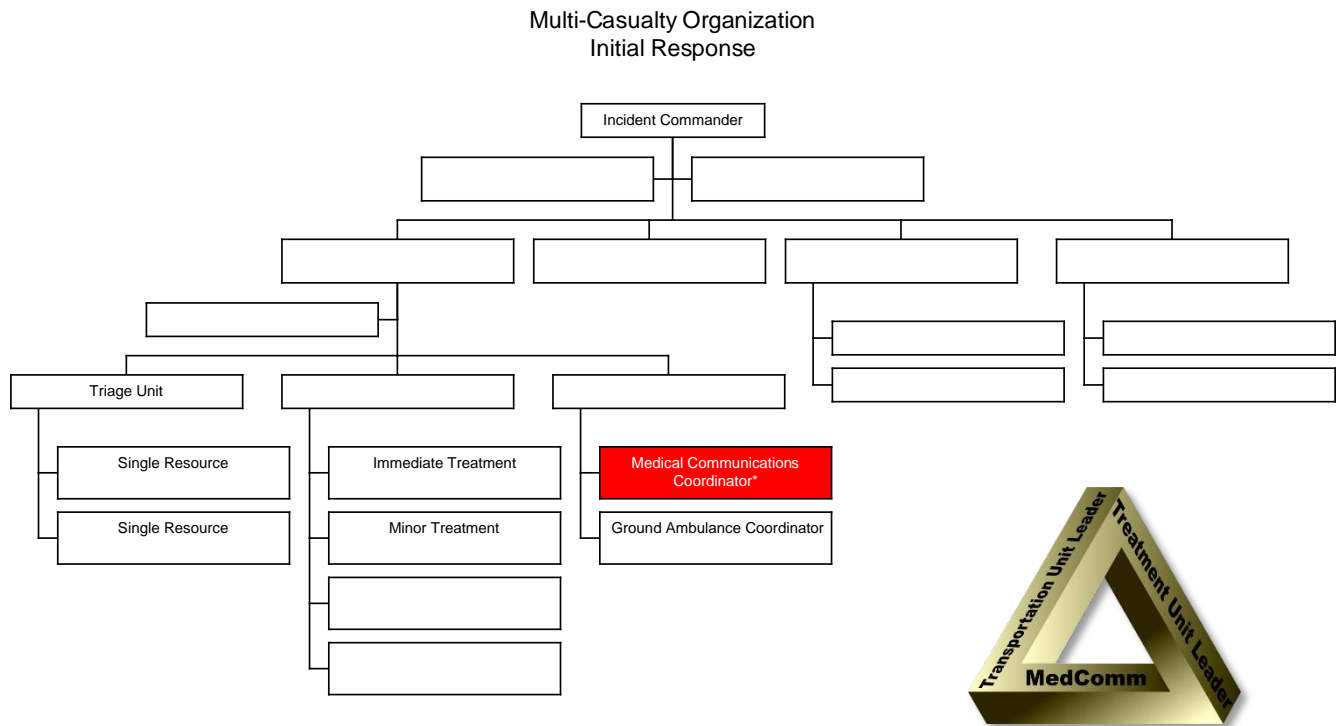 Multi-Casualty Organization
Initial Response
Incident Commander
Triage Unit
Single Resource
Immediate Treatment
Medical Communications
Coordinator*
Single Resource
Minor Treatment
Ground Ambulance Coordinator
Transportation Unit Leader
Treatment Unit Leader
MedComm